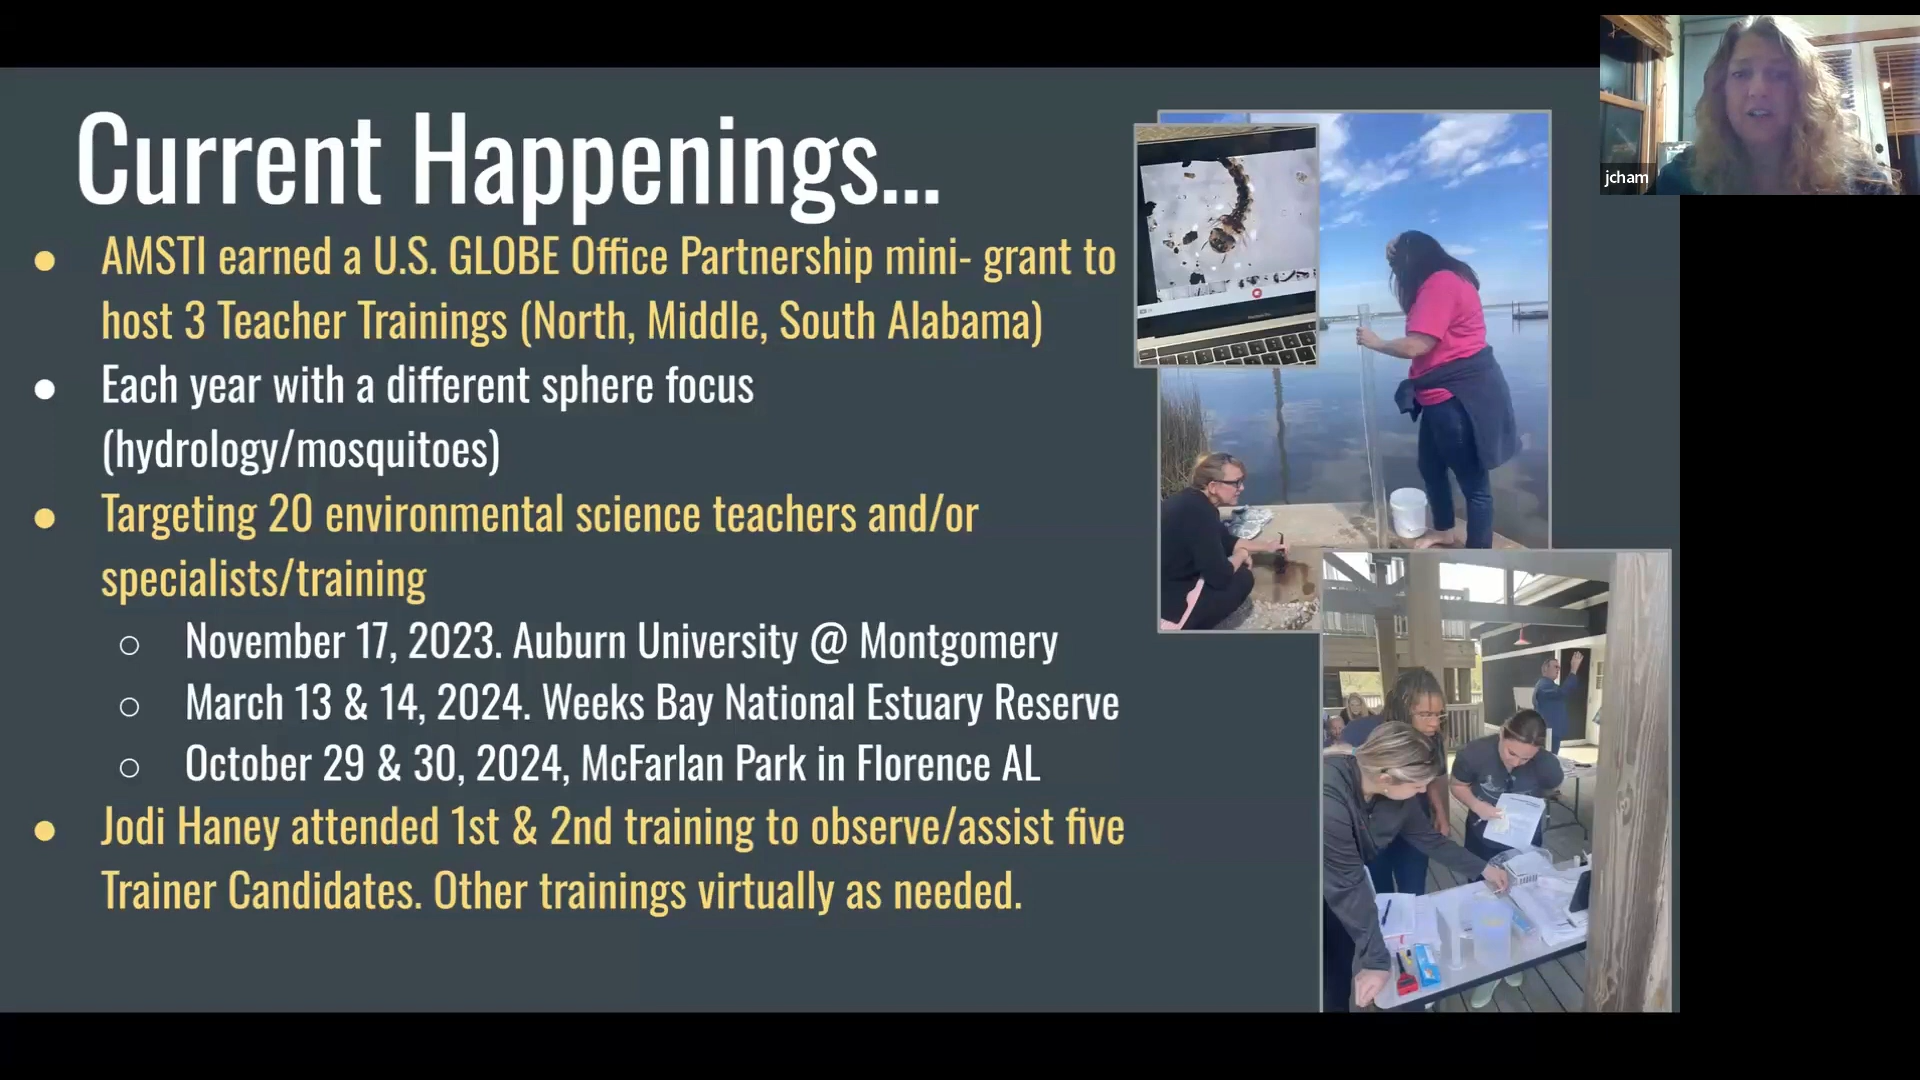 Current Happenings...
● AMSTI earned a U.S. GLOBE Office Partnership mini- grant to
host 3 Teacher Trainings (North, Middle, South Alabama)
● Each year with a different sphere focus
(hydrology/mosquitoes)
● Targeting 20 environmental science teachers and/or
specialists/training
○ November 17, 2023. Auburn University @ Montgomery
○ March 13 & 14, 2024. Weeks Bay National Estuary Reserve
○ October 29 & 30, 2024, McFarlan Park in Florence AL
● Jodi Haney attended 1st & 2nd training to observe/assist five
Trainer Candidates. Other trainings virtually as needed.
jcham